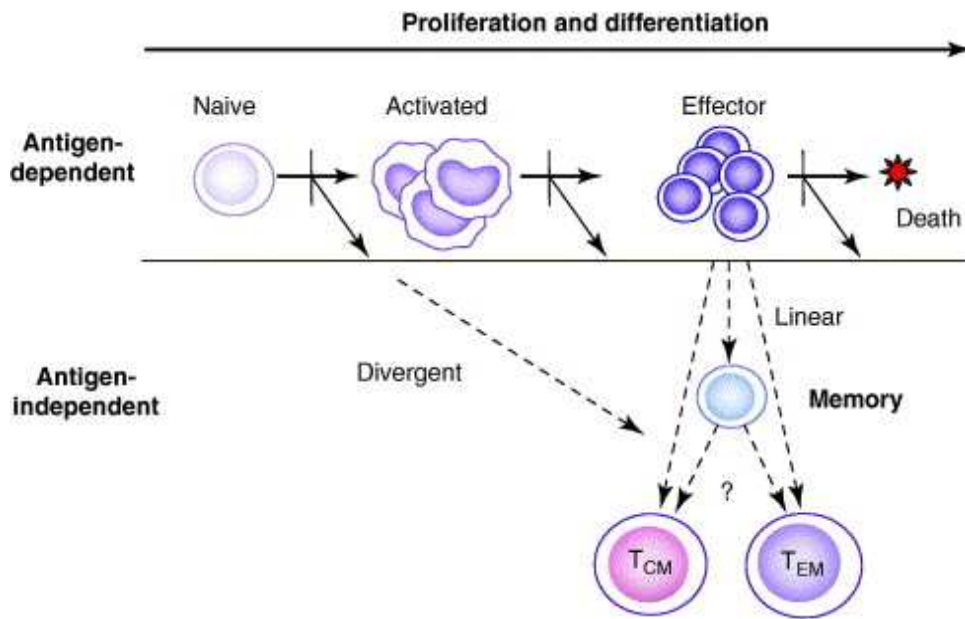 Proliferation and differentiation
Naive
Activated
Effector
Antigen-
dependent
Death
Linear
Divergent
Antigen-
independent
Memory
?
TCM
TEM